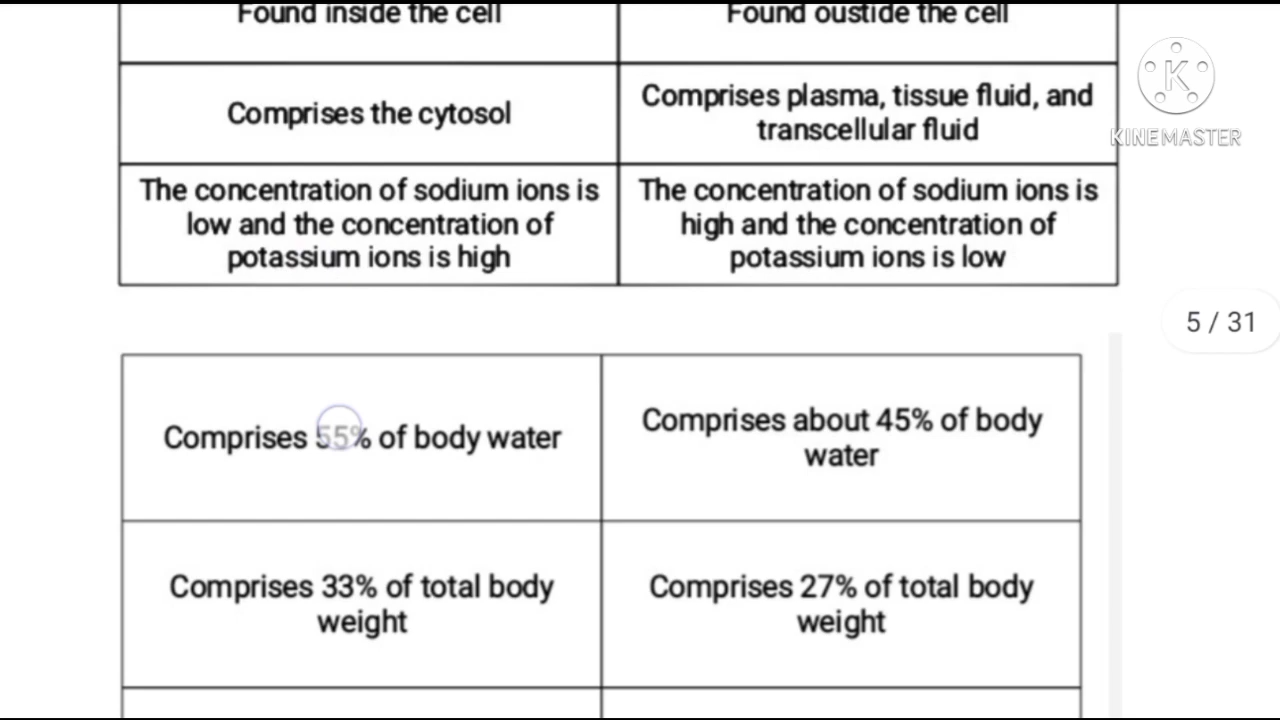 Found inside the cell
Found oustide the cell
Comprises the cytosol
Comprises plasma, tissue fluid, and
transcellular fluid
The concentration of sodium ions is
low and the concentration of
potassium ions is high
The concentration of sodium ions is
high and the concentration of
potassium ions is low
Comprises 55% of body water
Comprises about 45% of body
water
Comprises 33% of total body
weight
Comprises 27% of total body
weight
K
KINEMASTER
5 / 31